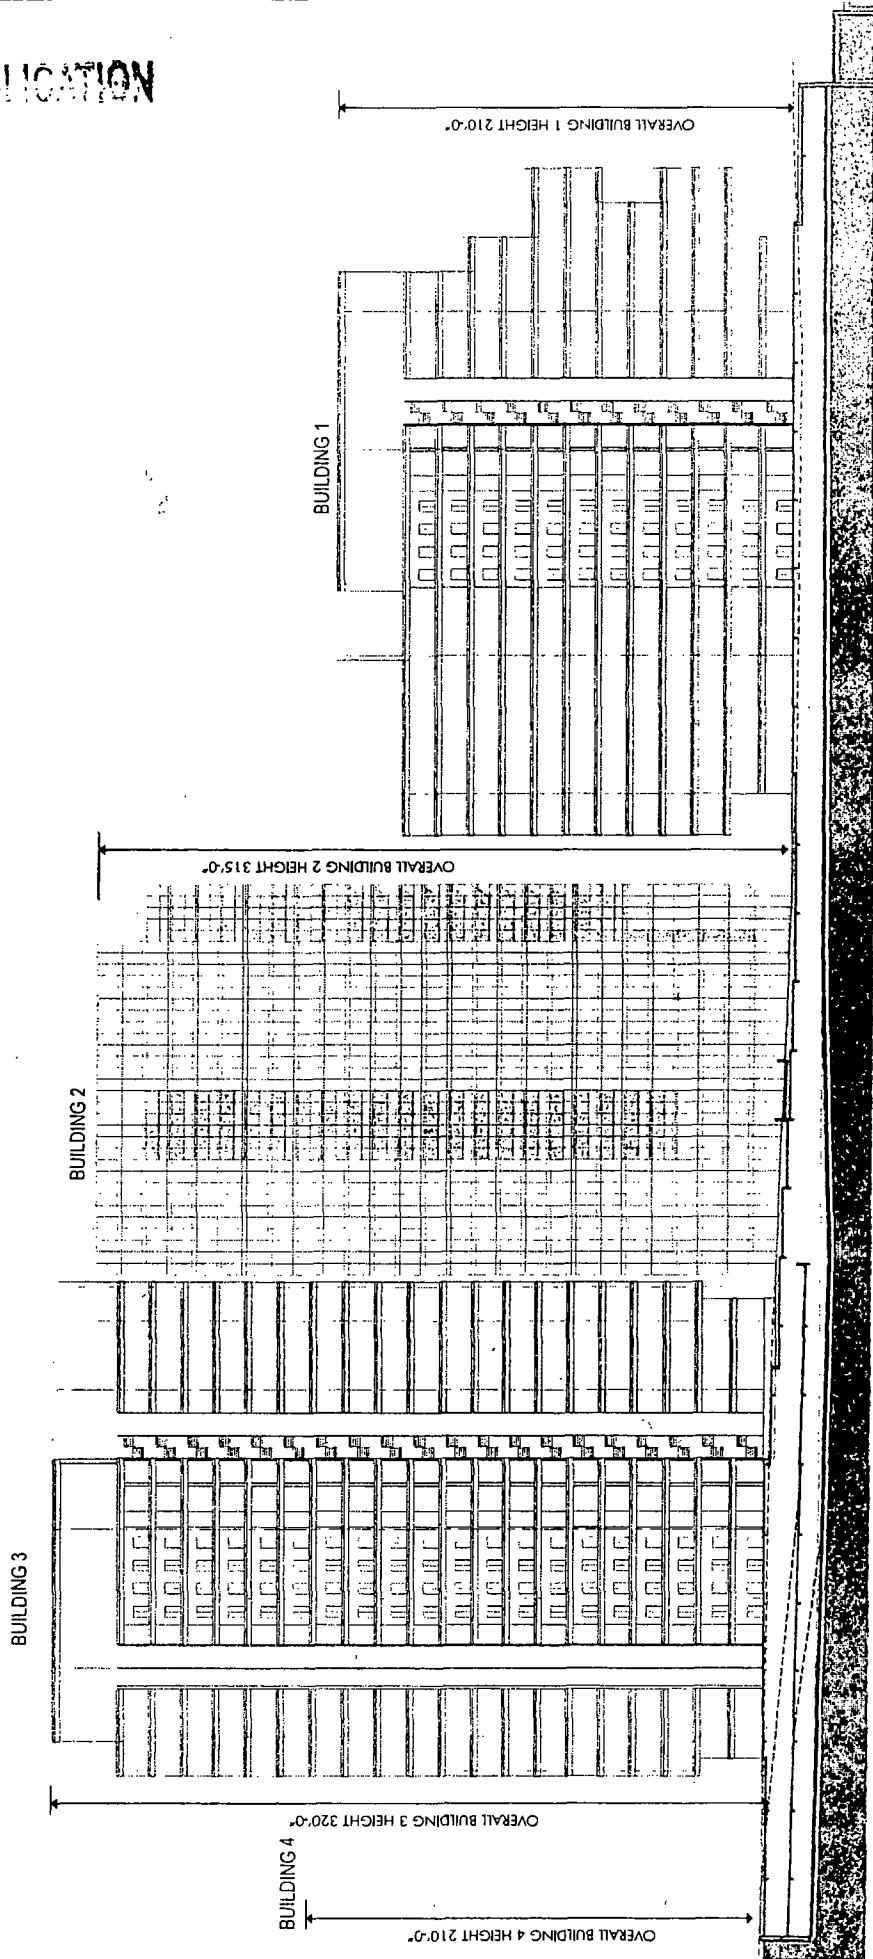 LICATION
OVERALL BUILDING 1 HEIGHT 210'-0"
BUILDING 1
OVERALL BUILDING 2 HEIGHT 315'-0"
BUILDING 2
BUILDING 3
OVERALL BUILDING 3 HEIGHT 320'-0"
BUILDING 4
OVERALL BUILDING 4 HEIGHT 210'-0"